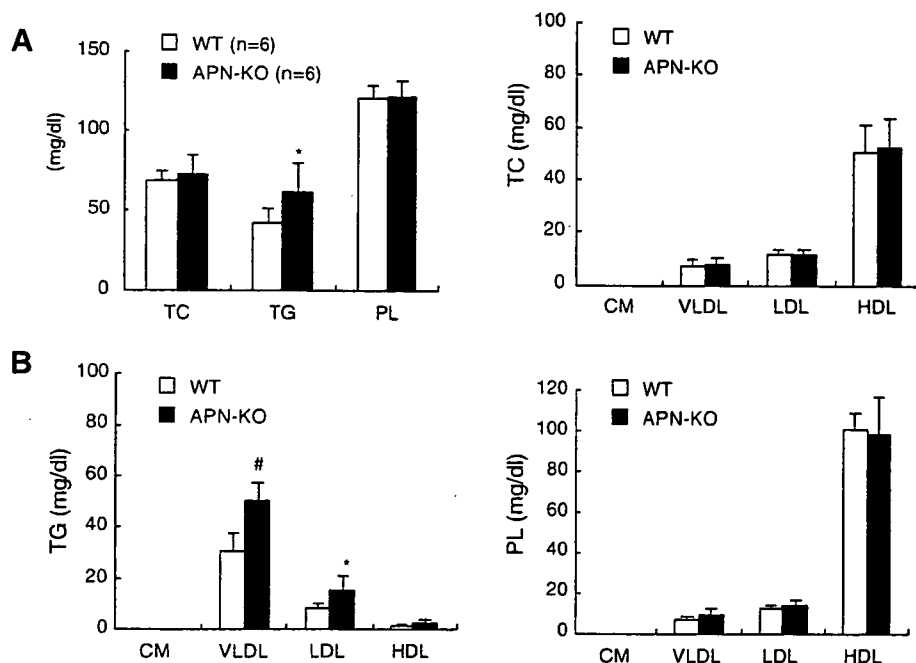 A
WT (n=6)
APN-KO (n=6)
150
100
50
0
(mg/dl)
*
TC TG PL
WT
APN-KO
100
80
60
40
20
0
TC (mg/dl)
CM VLDL LDL HDL
B
WT
APN-KO
100
80
60
40
20
0
TG (mg/dl)
#
*
CM VLDL LDL HDL
WT
APN-KO
120
100
80
60
40
20
0
PL (mg/dl)
CM VLDL LDL HDL